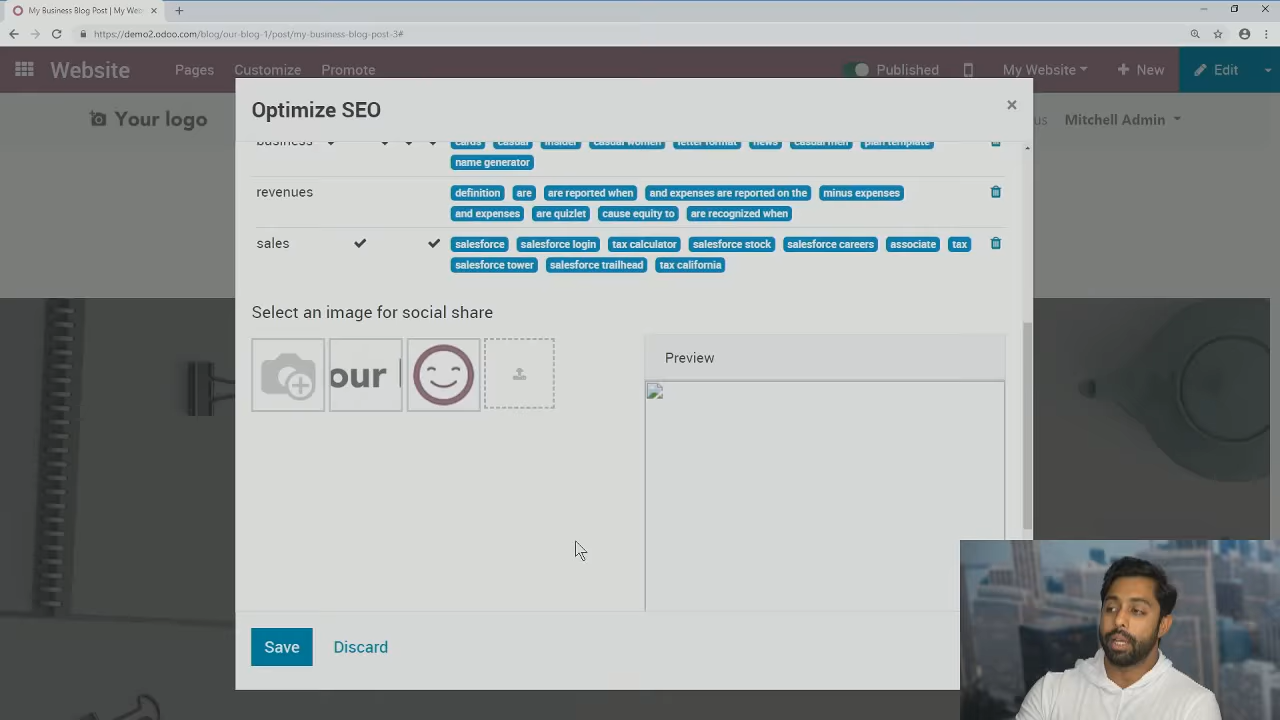 My Business Blog Post | My Web
https://demo2.odoo.com/blog/our-blog-1/post/my-business-blog-post-3#
Website Pages Customize Promote Published My Website + New Edit
Your logo us Mitchell Admin
Optimize SEO ×
business cards casual insider casual women letter format news casual men plan template
name generator
revenues definition are are reported when and expenses are reported on the minus expenses
and expenses are quizlet cause equity to are recognized when
sales salesforce salesforce login tax calculator salesforce stock salesforce careers associate tax
salesforce tower salesforce trailhead tax california
Select an image for social share
our
Preview
Save Discard